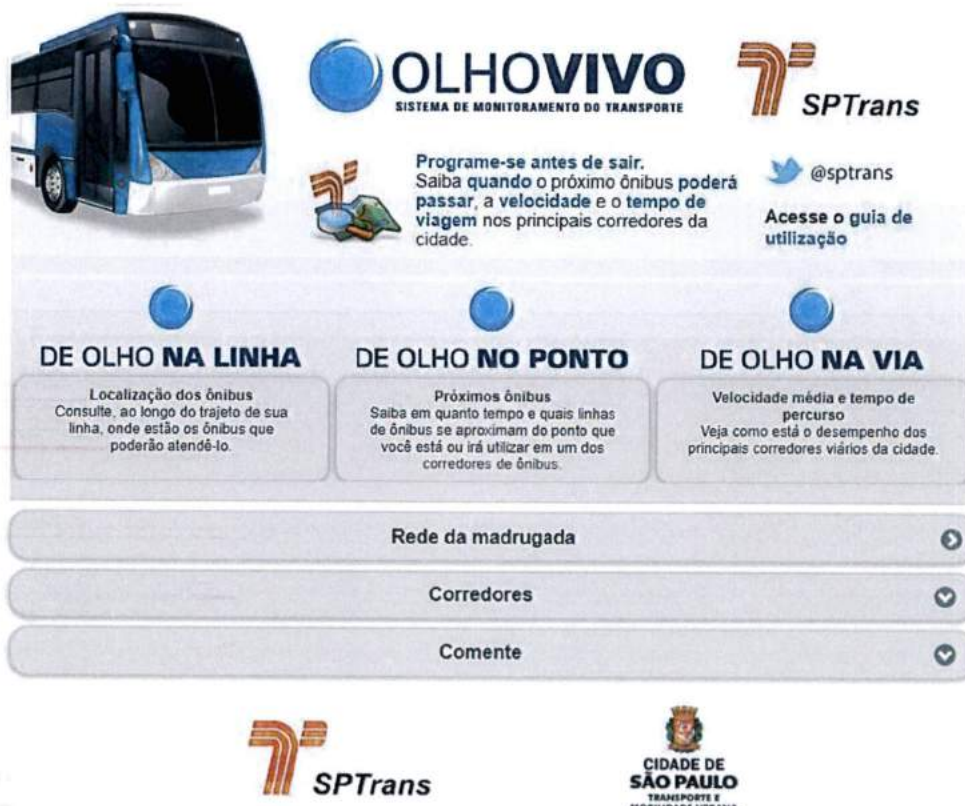 OLHOVIVO
SISTEMA DE MONITORAMENTO DO TRANSPORTE
SPTrans
Programe-se antes de sair.
Saiba quando o próximo ônibus poderá
passar, a velocidade e o tempo de
viagem nos principais corredores da
cidade.
@sptrans
Acesse o guia de
utilização
DE OLHO NA LINHA
Localização dos ônibus
Consulte, ao longo do trajeto de sua
linha, onde estão os ônibus que
poderão atendê-lo.
DE OLHO NO PONTO
Próximos ônibus
Saiba em quanto tempo e quais linhas
de ônibus se aproximam do ponto que
você está ou irá utilizar em um dos
corredores de ônibus.
DE OLHO NA VIA
Velocidade média e tempo de
percurso
Veja como está o desempenho dos
principais corredores viários da cidade.
Rede da madrugada
Corredores
Comente
SPTrans
CIDADE DE
SÃO PAULO
TRANSPORTE E
MOBILIDADE URBANA